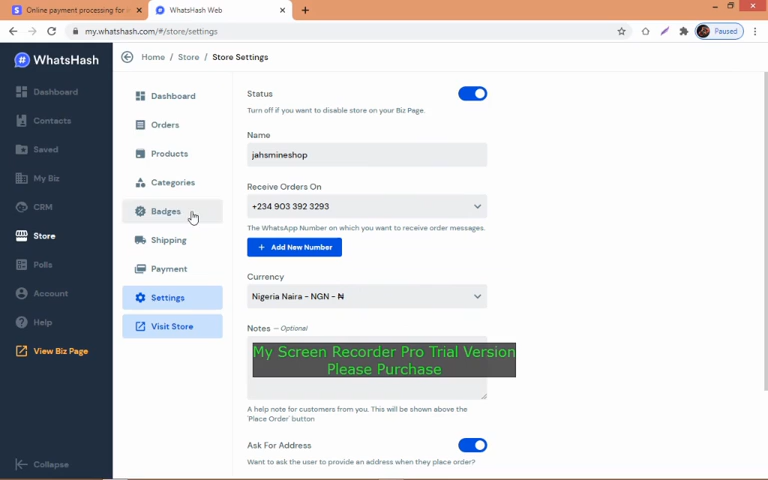 Online payment processing for
WhatsHash Web
my.whatshash.com/#/store/settings
Paused
WhatsHash
Home / Store / Store Settings
Dashboard
Contacts
Saved
My Biz
CRM
Store
Polls
Account
Help
View Biz Page
Collapse
Dashboard
Orders
Products
Categories
Badges
Shipping
Payment
Settings
Visit Store
Status
Turn off if you want to disable store on your Biz Page.
Name
jahsmineshop
Receive Orders On
+234 903 392 3293
The WhatsApp Number on which you want to receive order messages.
+ Add New Number
Currency
Nigeria Naira - NGN - ₦
Notes — Optional
My Screen Recorder Pro Trial Version
Please Purchase
A help note for customers from you. This will be shown above the
'Place Order' button
Ask For Address
Want to ask the user to provide an address when they place order?